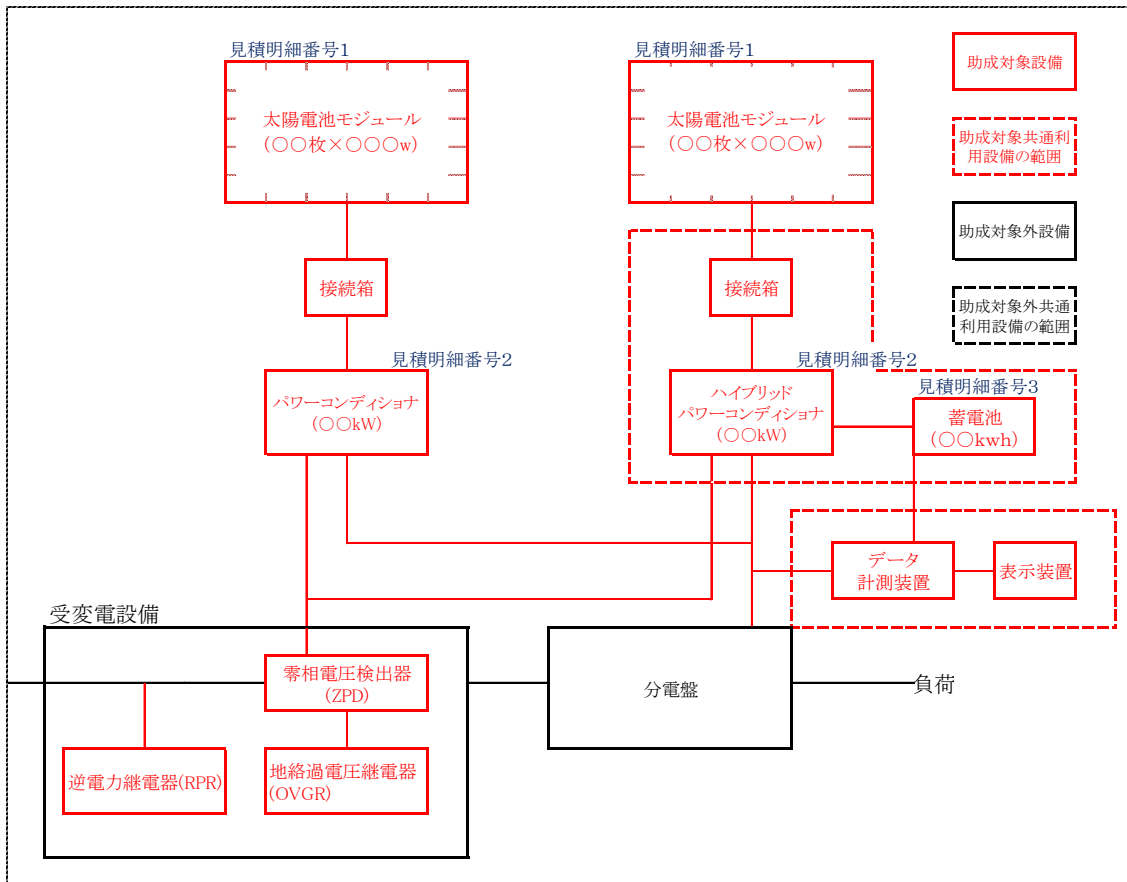 見積明細番号1
太陽電池モジュール
(○○枚×○○○w)
接続箱
見積明細番号2
パワーコンディショナ
(○○kW)
見積明細番号1
太陽電池モジュール
(○○枚×○○○w)
接続箱
見積明細番号2
ハイブリッド
パワーコンディショナ
(○○kW)
見積明細番号3
蓄電池
(○○kwh)
データ
計測装置
表示装置
助成対象設備
助成対象共通利
用設備の範囲
助成対象外設備
助成対象外共通
利用設備の範囲
受変電設備
零相電圧検出器
(ZPD)
逆電力継電器(RPR)
地絡過電圧継電器
(OVGR)
分電盤
負荷